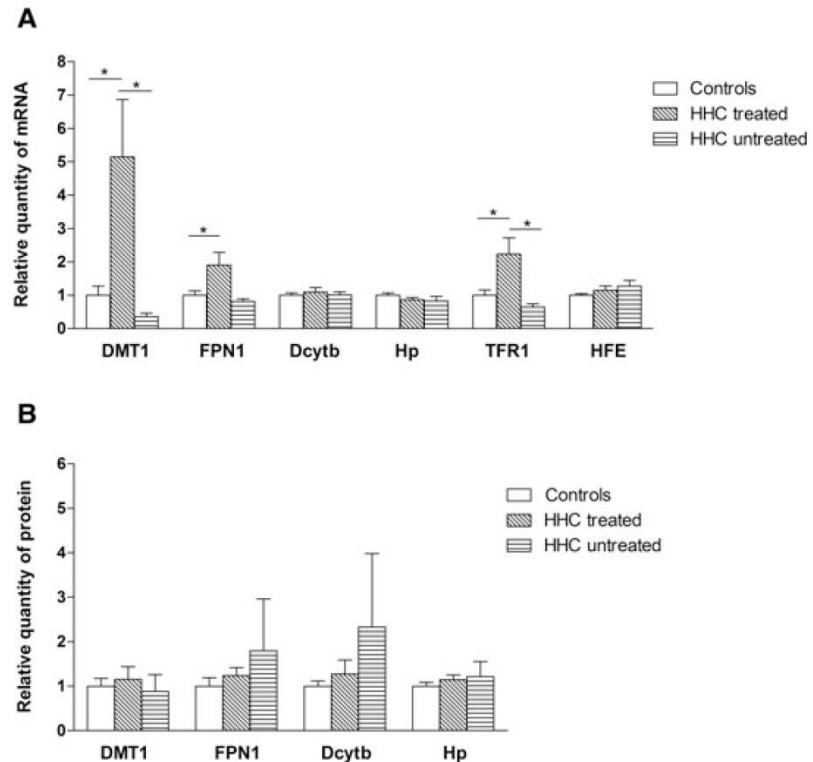 A
8
7
6
5
4
3
2
1
0
Relative quantity of mRNA
* *
*
* *
DMT1 FPN1 Dcytb Hp TFR1 HFE
Controls
HHC treated
HHC untreated
B
6
5
4
3
2
1
0
Relative quantity of protein
DMT1 FPN1 Dcytb Hp
Controls
HHC treated
HHC untreated